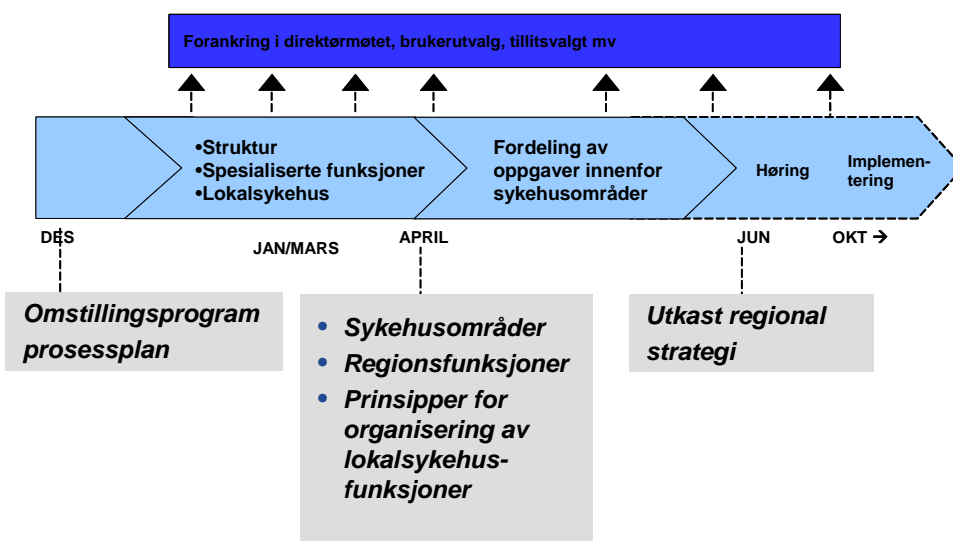 Forankring i direktørmøtet, brukerutvalg, tillitsvalgt mv
•Struktur
•Spesialiserte funksjoner
•Lokalsykehus
Fordeling av
oppgaver innenfor
sykehusområder
Høring
Implemen-
tering
DES
JAN/MARS
APRIL
JUN
OKT →
Omstillingsprogram
prosessplan
• Sykehusområder
• Regionsfunksjoner
• Prinsipper for
organisering av
lokalsykehus-
funksjoner
Utkast regional
strategi